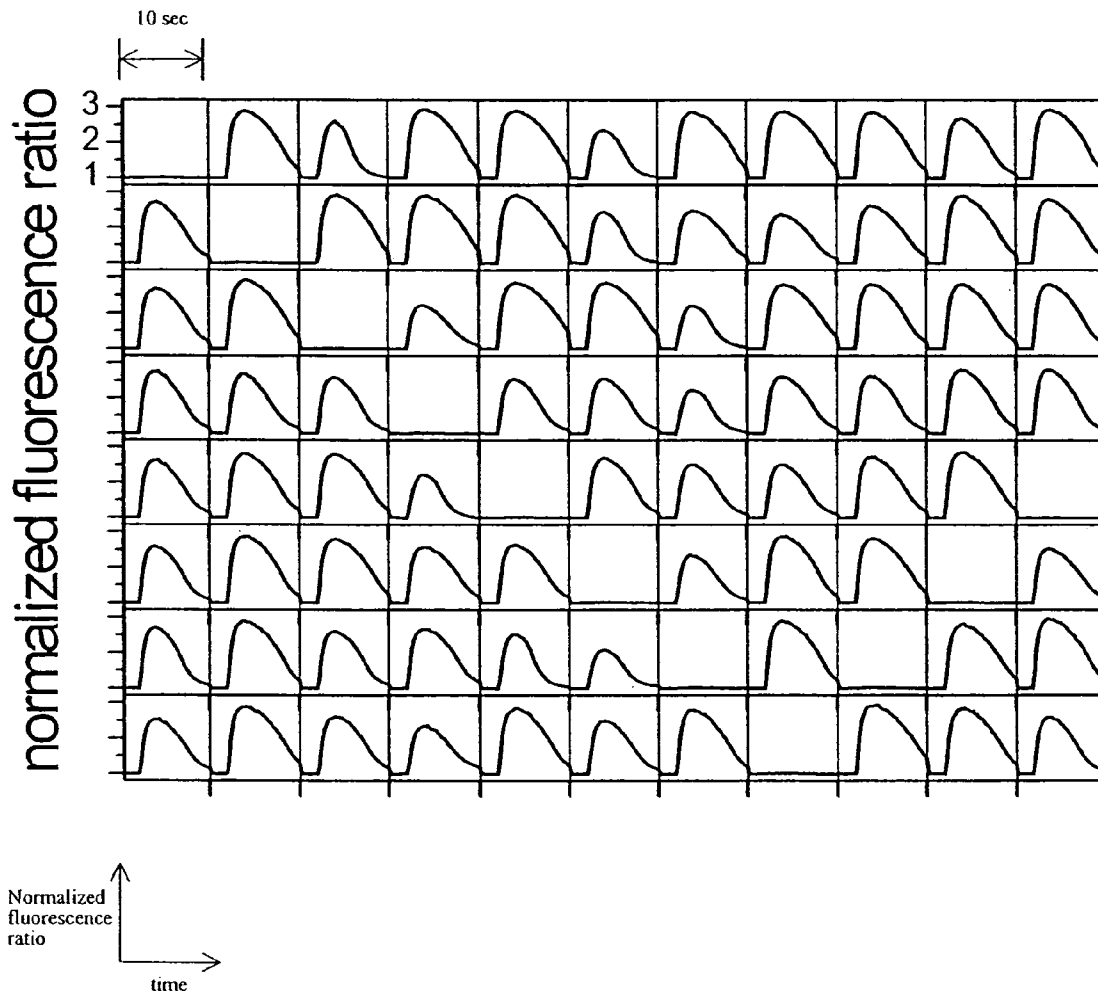 10 sec
normalized fluorescence ratio
3
2
1
Normalized
fluorescence
ratio
time